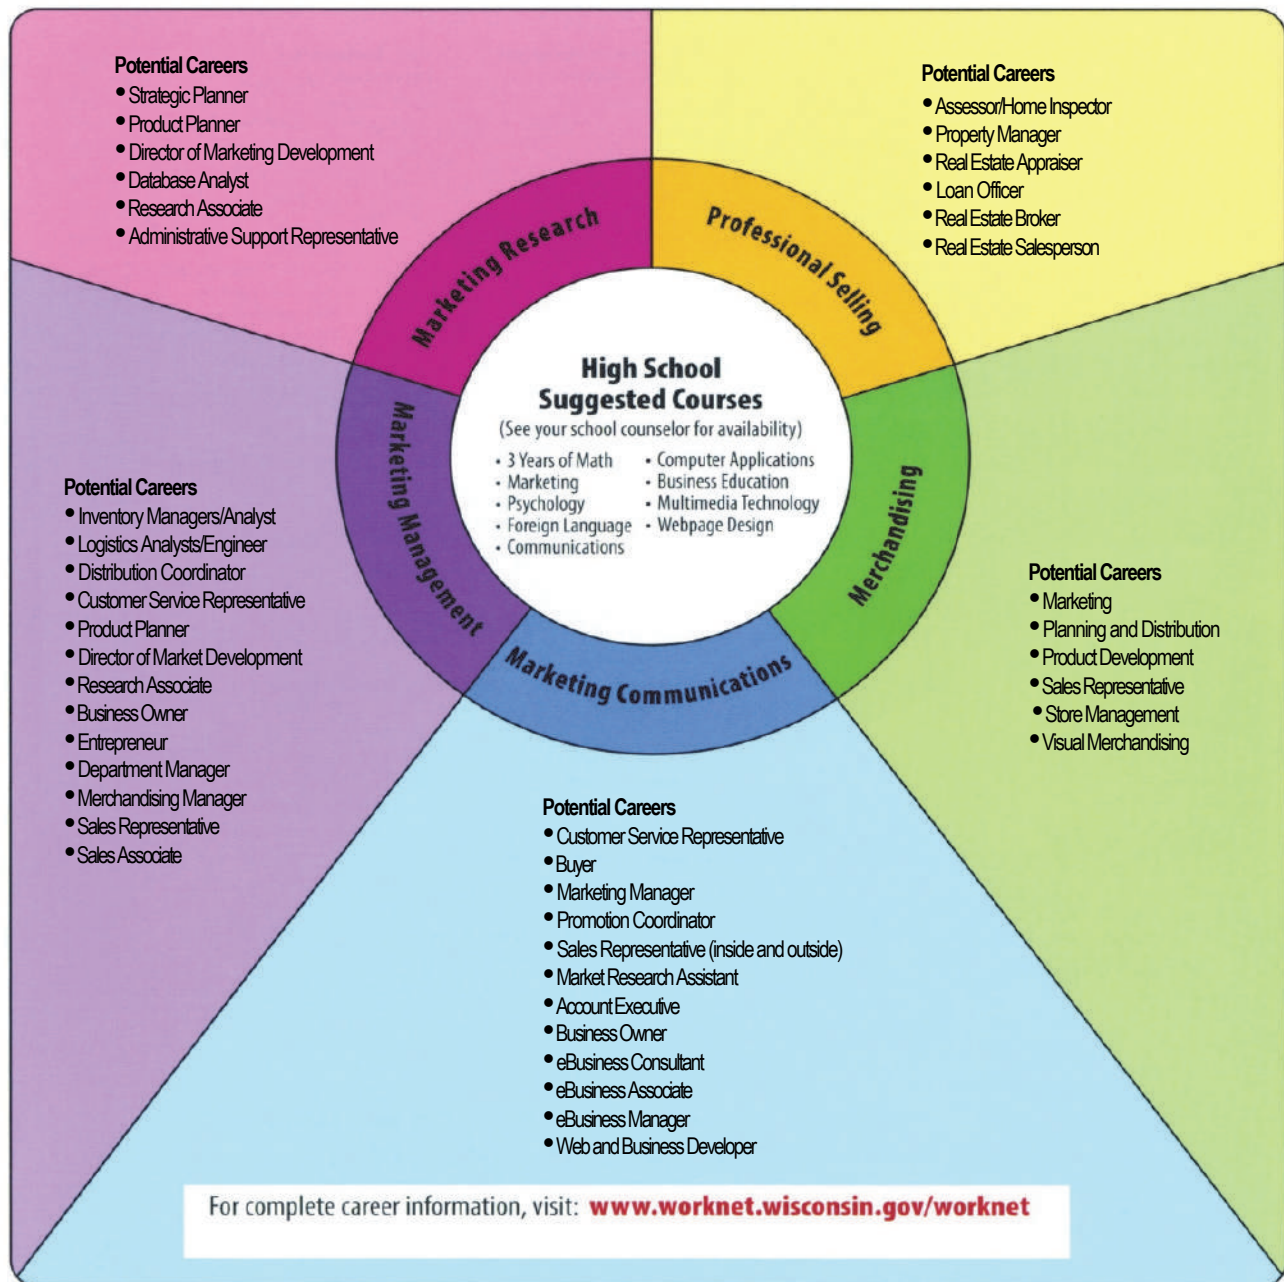 Potential Careers
• Strategic Planner
• Product Planner
• Director of Marketing Development
• Database Analyst
• Research Associate
• Administrative Support Representative
Potential Careers
• Assessor/Home Inspector
• Property Manager
• Real Estate Appraiser
• Loan Officer
• Real Estate Broker
• Real Estate Salesperson
Marketing Research
Professional Selling
Marketing Management
Merchandising
Marketing Communications
High School
Suggested Courses
(See your school counselor for availability)
• 3 Years of Math
• Marketing
• Psychology
• Foreign Language
• Communications
• Computer Applications
• Business Education
• Multimedia Technology
• Webpage Design
Potential Careers
• Inventory Managers/Analyst
• Logistics Analysts/Engineer
• Distribution Coordinator
• Customer Service Representative
• Product Planner
• Director of Market Development
• Research Associate
• Business Owner
• Entrepreneur
• Department Manager
• Merchandising Manager
• Sales Representative
• Sales Associate
Potential Careers
• Marketing
• Planning and Distribution
• Product Development
• Sales Representative
• Store Management
• Visual Merchandising
Potential Careers
• Customer Service Representative
• Buyer
• Marketing Manager
• Promotion Coordinator
• Sales Representative (inside and outside)
• Market Research Assistant
• Account Executive
• Business Owner
• eBusiness Consultant
• eBusiness Associate
• eBusiness Manager
• Web and Business Developer
For complete career information, visit: www.worknet.wisconsin.gov/worknet